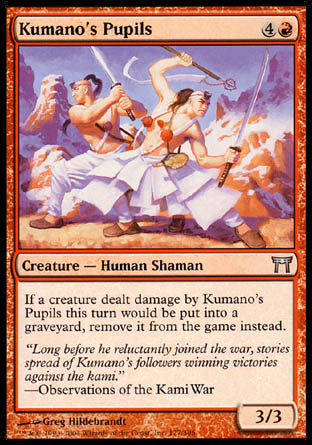 Kumano's Pupils 4
Creature — Human Shaman
If a creature dealt damage by Kumano's
Pupils this turn would be put into a
graveyard, remove it from the game instead.
"Long before he reluctantly joined the war, stories
spread of Kumano's followers winning victories
against the kami."
—Observations of the Kami War
Greg Hildebrandt
3/3